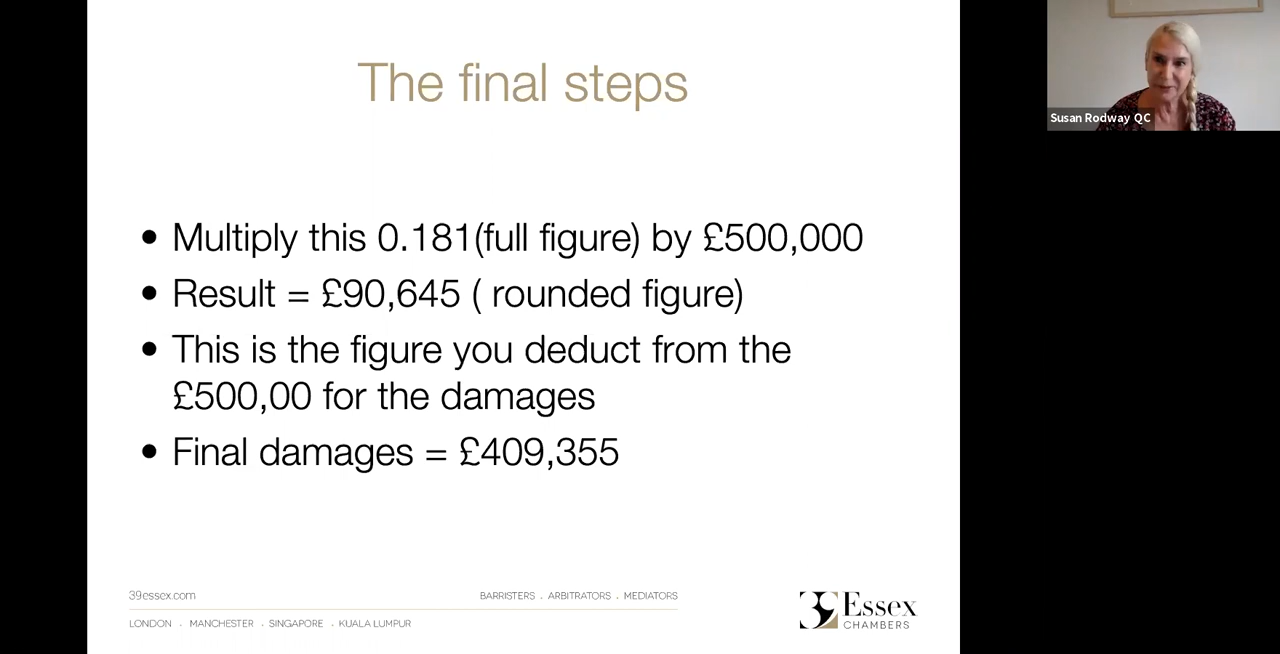 The final steps
• Multiply this 0.181(full figure) by £500,000
• Result = £90,645 ( rounded figure)
• This is the figure you deduct from the
£500,00 for the damages
• Final damages = £409,355
39essex.com
BARRISTERS . ARBITRATORS . MEDIATORS
LONDON . MANCHESTER . SINGAPORE . KUALA LUMPUR
39 Essex
CHAMBERS
Susan Rodway QC